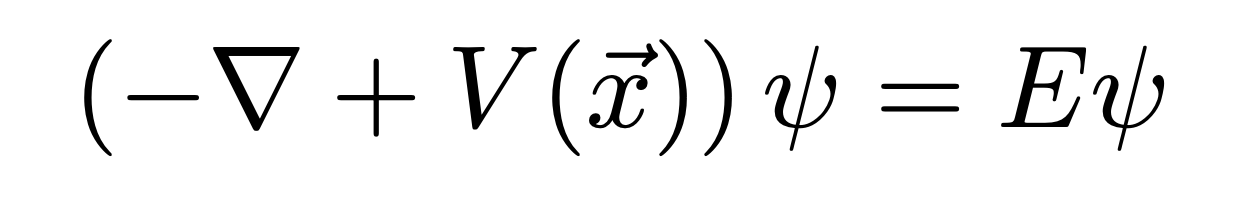 (−∇ + V(x⃗)) ψ = Eψ